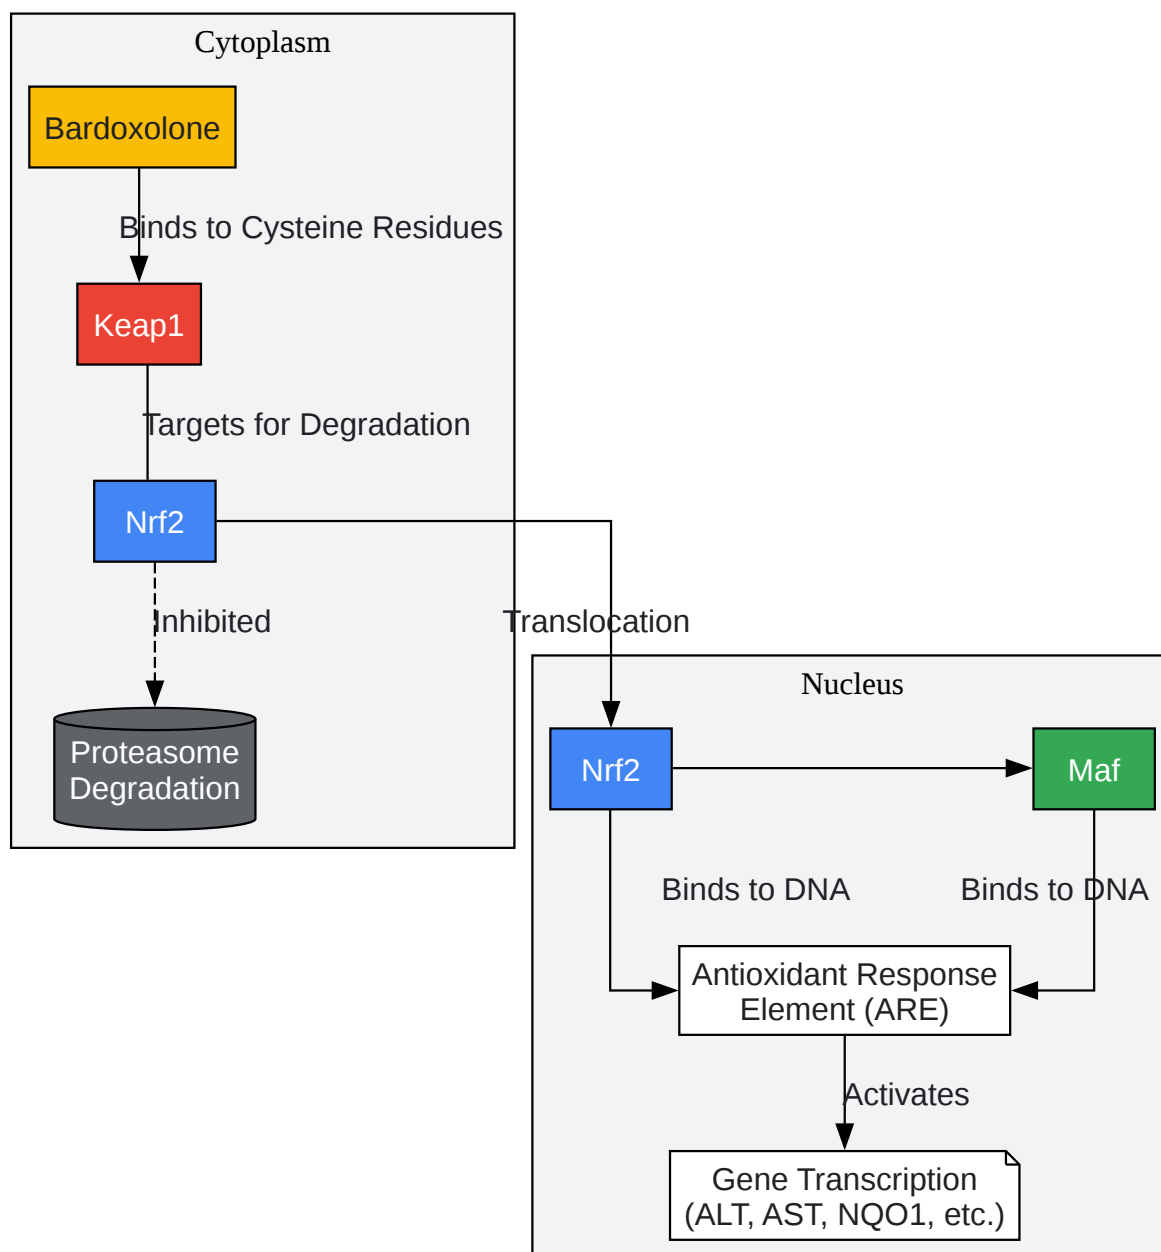 Cytoplasm
Bardoxolone
Binds to Cysteine Residues
Keap1
Targets for Degradation
Nrf2
Inhibited
Translocation
Proteasome
Degradation
Nucleus
Nrf2
Maf
Binds to DNA
Binds to DNA
Antioxidant Response
Element (ARE)
Activates
Gene Transcription
(ALT, AST, NQO1, etc.)